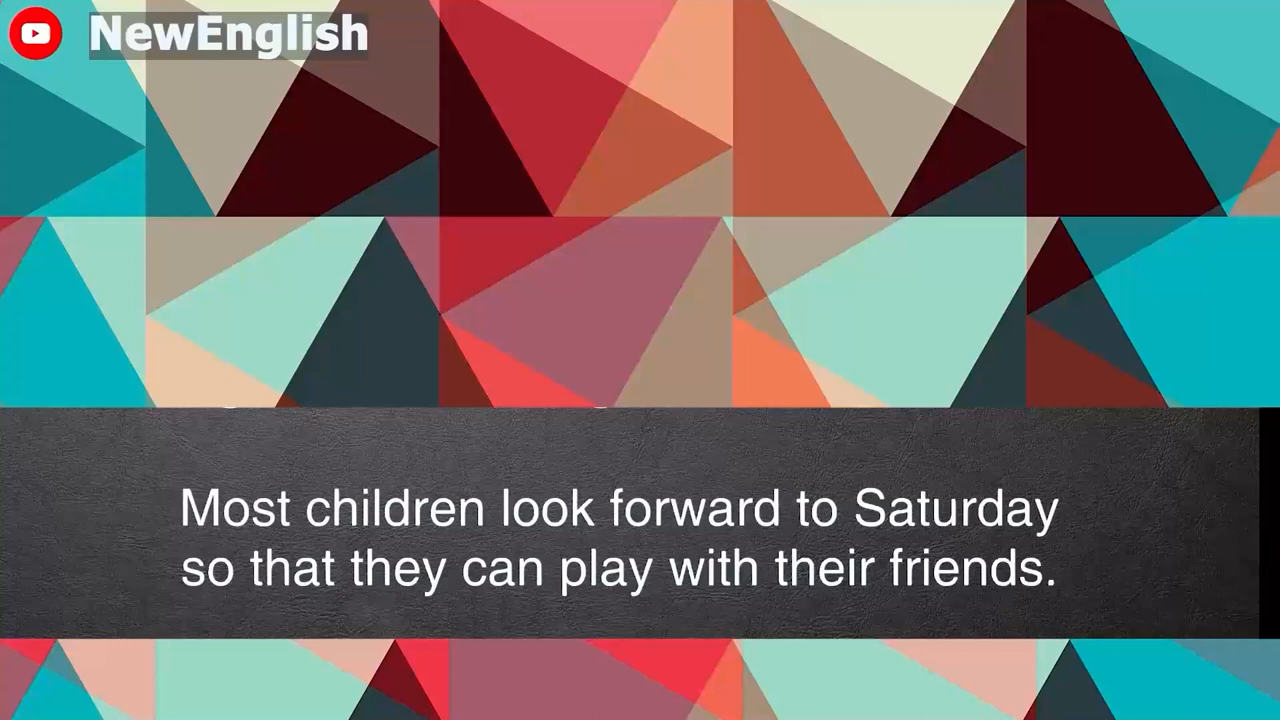 NewEnglish
Most children look forward to Saturday
so that they can play with their friends.